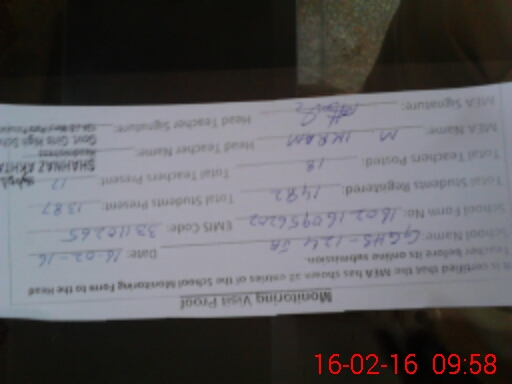 Monitoring Visit Proof
It is certified that the MEA has shown all entries of the School Monitoring Form to the Head
Teacher before its online submission.
School Name: GGHS-124 JB Date: 16-02-16
School Form No: 1602160956202 EMIS Code: 33110265
Total Students Registered: 1482 Total Students Present: 1387
Total Teachers Posted: 18 Total Teachers Present: 17
MEA Name: M IKRAM Head Teacher Name: SHAHNAZ AKHTA
Headmistress
MEA Signature: Head Teacher Signature: Govt. Girls High Sch
16-02-16 09:58